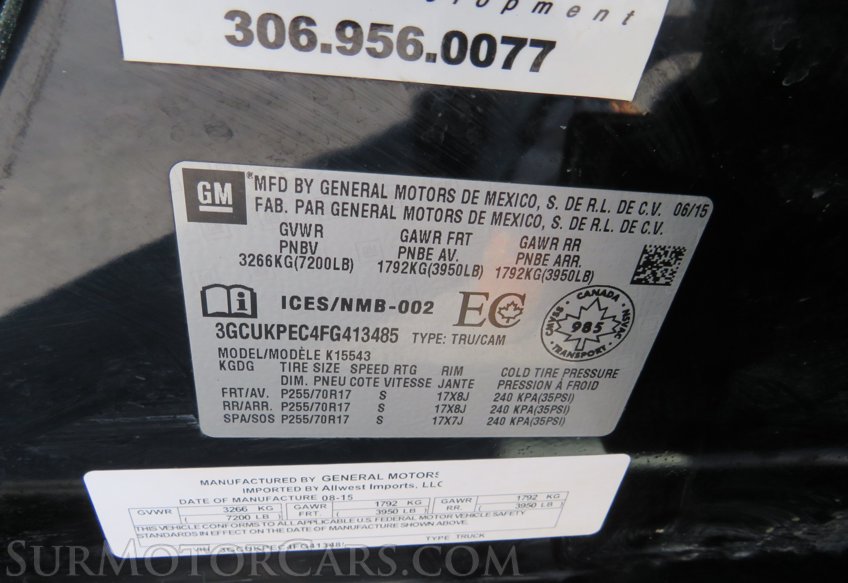 306.956.0077
GM
MFD BY GENERAL MOTORS DE MEXICO, S. DE R.L. DE C.V. 06/15
FAB. PAR GENERAL MOTORS DE MEXICO, S. DE R.L. DE C.V.
GVWR GAWR FRT GAWR RR
PNBV PNBE AV. PNBE ARR.
3266KG(7200LB) 1792KG(3950LB) 1792KG(3950LB)
i ICES/NMB-002 EC
CANADA
985
TRANSPORT
NSVAC
3GCUKPEC4FG413485 TYPE: TRU/CAM
MODEL/MODÈLE K15543
KGDG TIRE SIZE SPEED RTG RIM COLD TIRE PRESSURE
DIM. PNEU COTE VITESSE JANTE PRESSION À FROID
FRT/AV. P255/70R17 S 17X8J 240 KPA(35PSI)
RR/ARR. P255/70R17 S 17X8J 240 KPA(35PSI)
SPA/SOS P255/70R17 S 17X7J 240 KPA(35PSI)
MANUFACTURED BY GENERAL MOTORS
IMPORTED BY Allwest Imports, LLC
DATE OF MANUFACTURE 08-15
GVWR 3266 KG GAWR 1792 KG GAWR 1792 KG
( 7200 LB ) FRT. ( 3950 LB ) RR. ( 3950 LB )
THIS VEHICLE CONFORMS TO ALL APPLICABLE U.S. FEDERAL MOTOR VEHICLE SAFETY
STANDARDS IN EFFECT ON THE DATE OF MANUFACTURE SHOWN ABOVE.
3GCUKPEC4FG41348 TYPE TRUCK
SurMotorCars.com